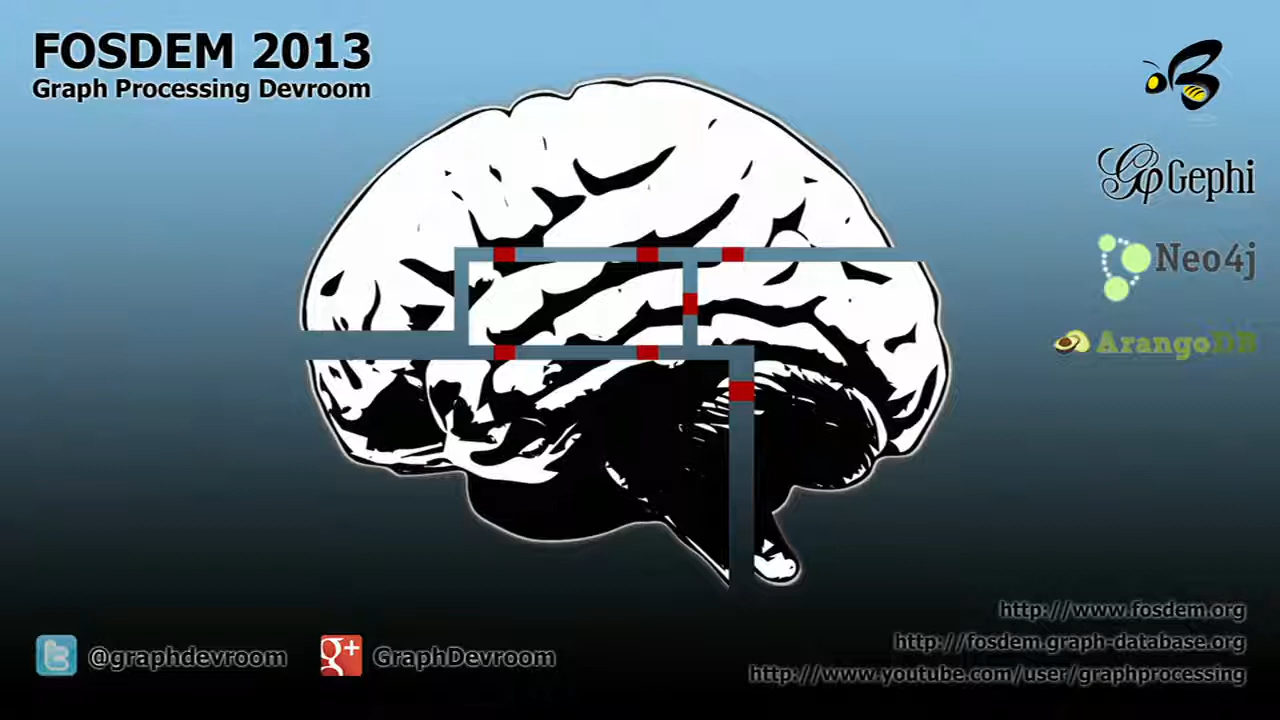 FOSDEM 2013
Graph Processing Devroom
Gephi
Neo4j
ArangoDB
http://www.fosdem.org
http://fosdem.graph-database.org
http://www.youtube.com/user/graphprocessing
@graphdevroom
g+ GraphDevroom